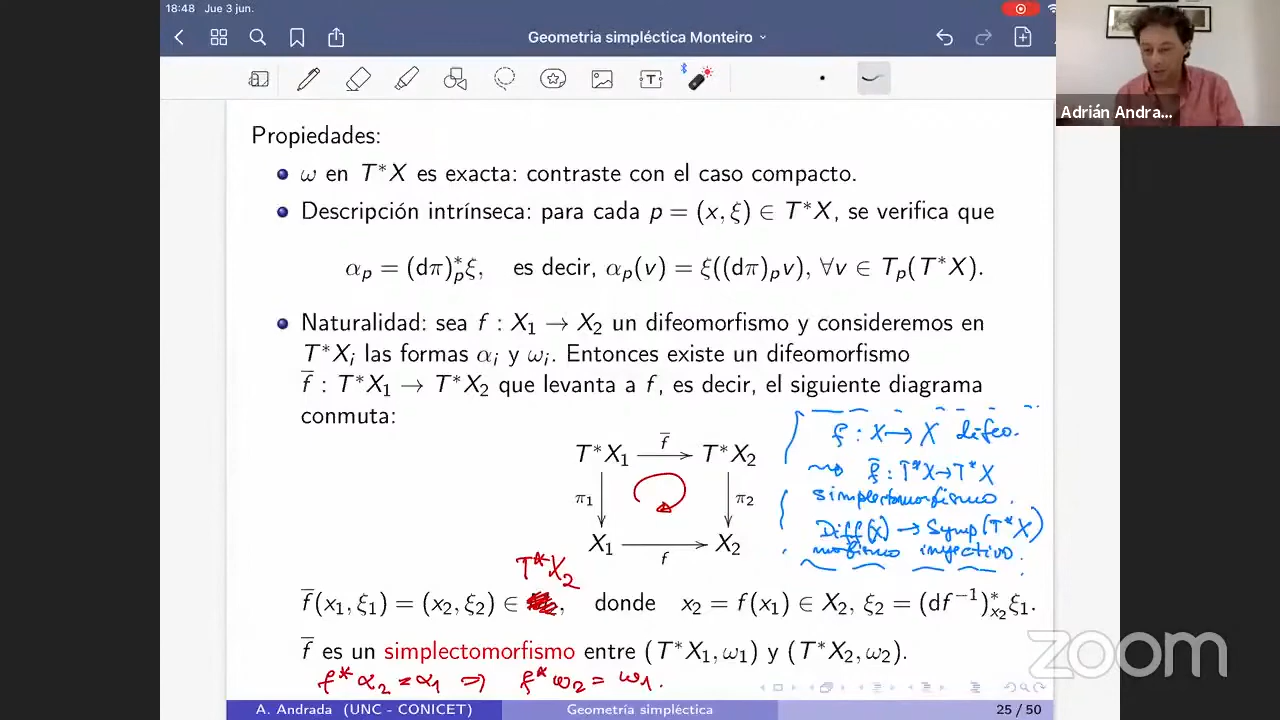 18:48 Jue 3 jun.
Geometria simpléctica Monteiro
Adrián Andra...
Propiedades:
ω en T*X es exacta: contraste con el caso compacto.
Descripción intrínseca: para cada p = (x, ξ) ∈ T*X, se verifica que
α_p = (dπ)*_p ξ, es decir, α_p(v) = ξ((dπ)_p v), ∀v ∈ T_p(T*X).
Naturalidad: sea f : X₁ → X₂ un difeomorfismo y consideremos en
T*X_i las formas α_i y ω_i. Entonces existe un difeomorfismo
f̅ : T*X₁ → T*X₂ que levanta a f, es decir, el siguiente diagrama
conmuta:
f̅
T*X₁ → T*X₂
π₁ π₂
X₁ → X₂
f
f : X → X difeo.
⇝ f̅ : T*X → T*X
simplectomorfismo.
Diff(X) → Symp(T*X)
morfismo inyectivo.
T*X₂
f̅(x₁, ξ₁) = (x₂, ξ₂) ∈ , donde x₂ = f(x₁) ∈ X₂, ξ₂ = (df⁻¹)*_{x₂} ξ₁.
f̅ es un simplectomorfismo entre (T*X₁, ω₁) y (T*X₂, ω₂).
f*α₂ = α₁ ⇒ f*ω₂ = ω₁.
zoom
A. Andrada (UNC - CONICET) Geometría simpléctica 25 / 50